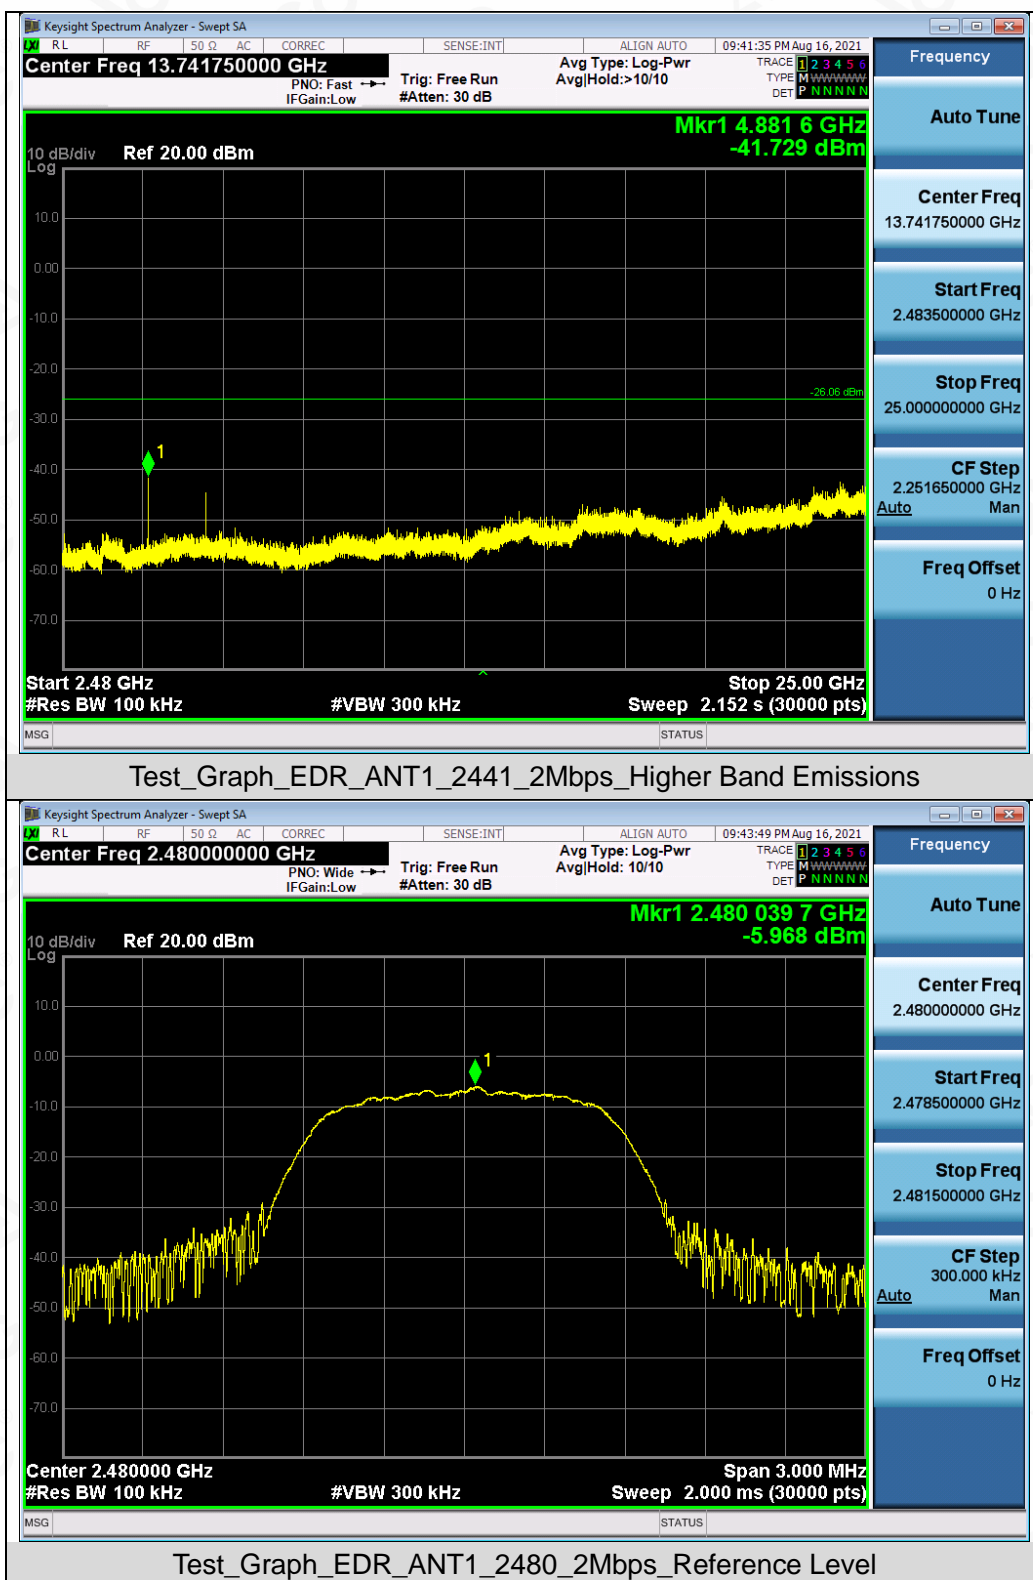 Keysight Spectrum Analyzer - Swept SA
LXI RL RF 50 Ω AC CORREC SENSE:INT ALIGN AUTO 09:41:35 PM Aug 16, 2021
Center Freq 13.741750000 GHz
PNO: Fast
IFGain:Low
Trig: Free Run
#Atten: 30 dB
Avg Type: Log-Pwr
Avg|Hold:>10/10
TRACE 1 2 3 4 5 6
TYPE M WWWWW
DET P N N N N N
Mkr1 4.881 6 GHz
-41.729 dBm
10 dB/div Ref 20.00 dBm
Log
10.0
0.00
-10.0
-20.0
-26.06 dBm
-30.0
1
-40.0
-50.0
-60.0
-70.0
Start 2.48 GHz Stop 25.00 GHz
#Res BW 100 kHz #VBW 300 kHz Sweep 2.152 s (30000 pts)
MSG STATUS
Frequency
Auto Tune
Center Freq
13.741750000 GHz
Start Freq
2.483500000 GHz
Stop Freq
25.000000000 GHz
CF Step
2.251650000 GHz
Auto Man
Freq Offset
0 Hz
Test_Graph_EDR_ANT1_2441_2Mbps_Higher Band Emissions
Keysight Spectrum Analyzer - Swept SA
LXI RL RF 50 Ω AC CORREC SENSE:INT ALIGN AUTO 09:43:49 PM Aug 16, 2021
Center Freq 2.480000000 GHz
PNO: Wide
IFGain:Low
Trig: Free Run
#Atten: 30 dB
Avg Type: Log-Pwr
Avg|Hold: 10/10
TRACE 1 2 3 4 5 6
TYPE M WWWWW
DET P N N N N N
Mkr1 2.480 039 7 GHz
-5.968 dBm
10 dB/div Ref 20.00 dBm
Log
10.0
0.00
1
-10.0
-20.0
-30.0
-40.0
-50.0
-60.0
-70.0
Center 2.480000 GHz Span 3.000 MHz
#Res BW 100 kHz #VBW 300 kHz Sweep 2.000 ms (30000 pts)
MSG STATUS
Frequency
Auto Tune
Center Freq
2.480000000 GHz
Start Freq
2.478500000 GHz
Stop Freq
2.481500000 GHz
CF Step
300.000 kHz
Auto Man
Freq Offset
0 Hz
Test_Graph_EDR_ANT1_2480_2Mbps_Reference Level